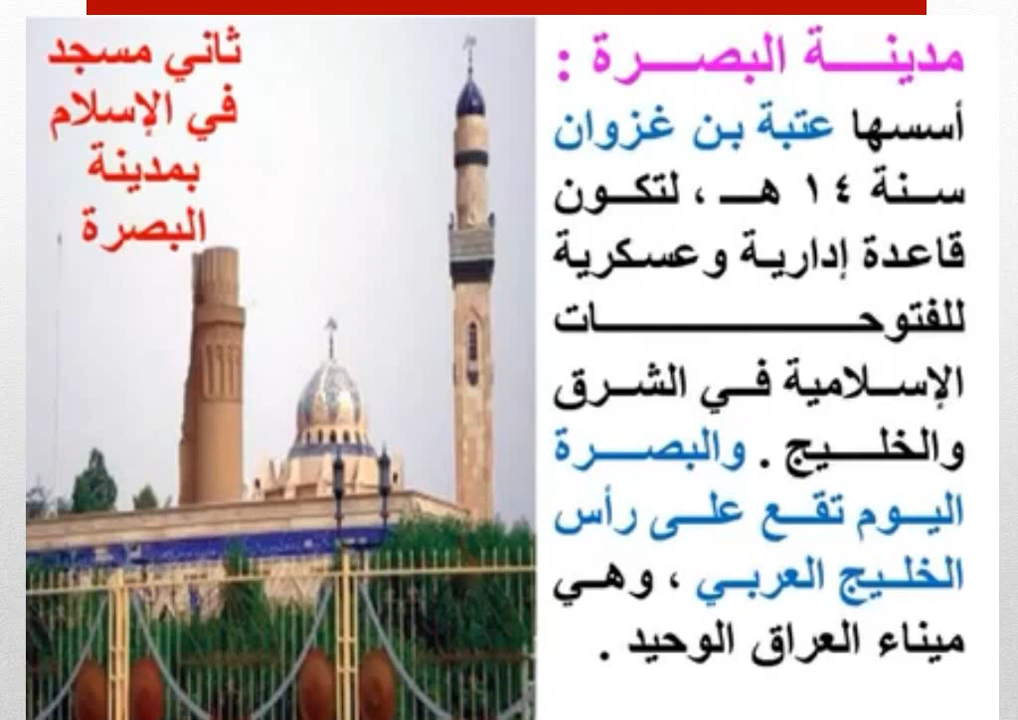 مدينة البصرة :
أسسها عتبة بن غزوان
سنة ١٤ هـ ، لتكون
قاعدة إدارية وعسكرية
للفتوحات
الإسلامية في الشرق
والخليج . والبصرة
اليوم تقع على رأس
الخليج العربي ، وهي
ميناء العراق الوحيد .
ثاني مسجد
في الإسلام
بمدينة
البصرة